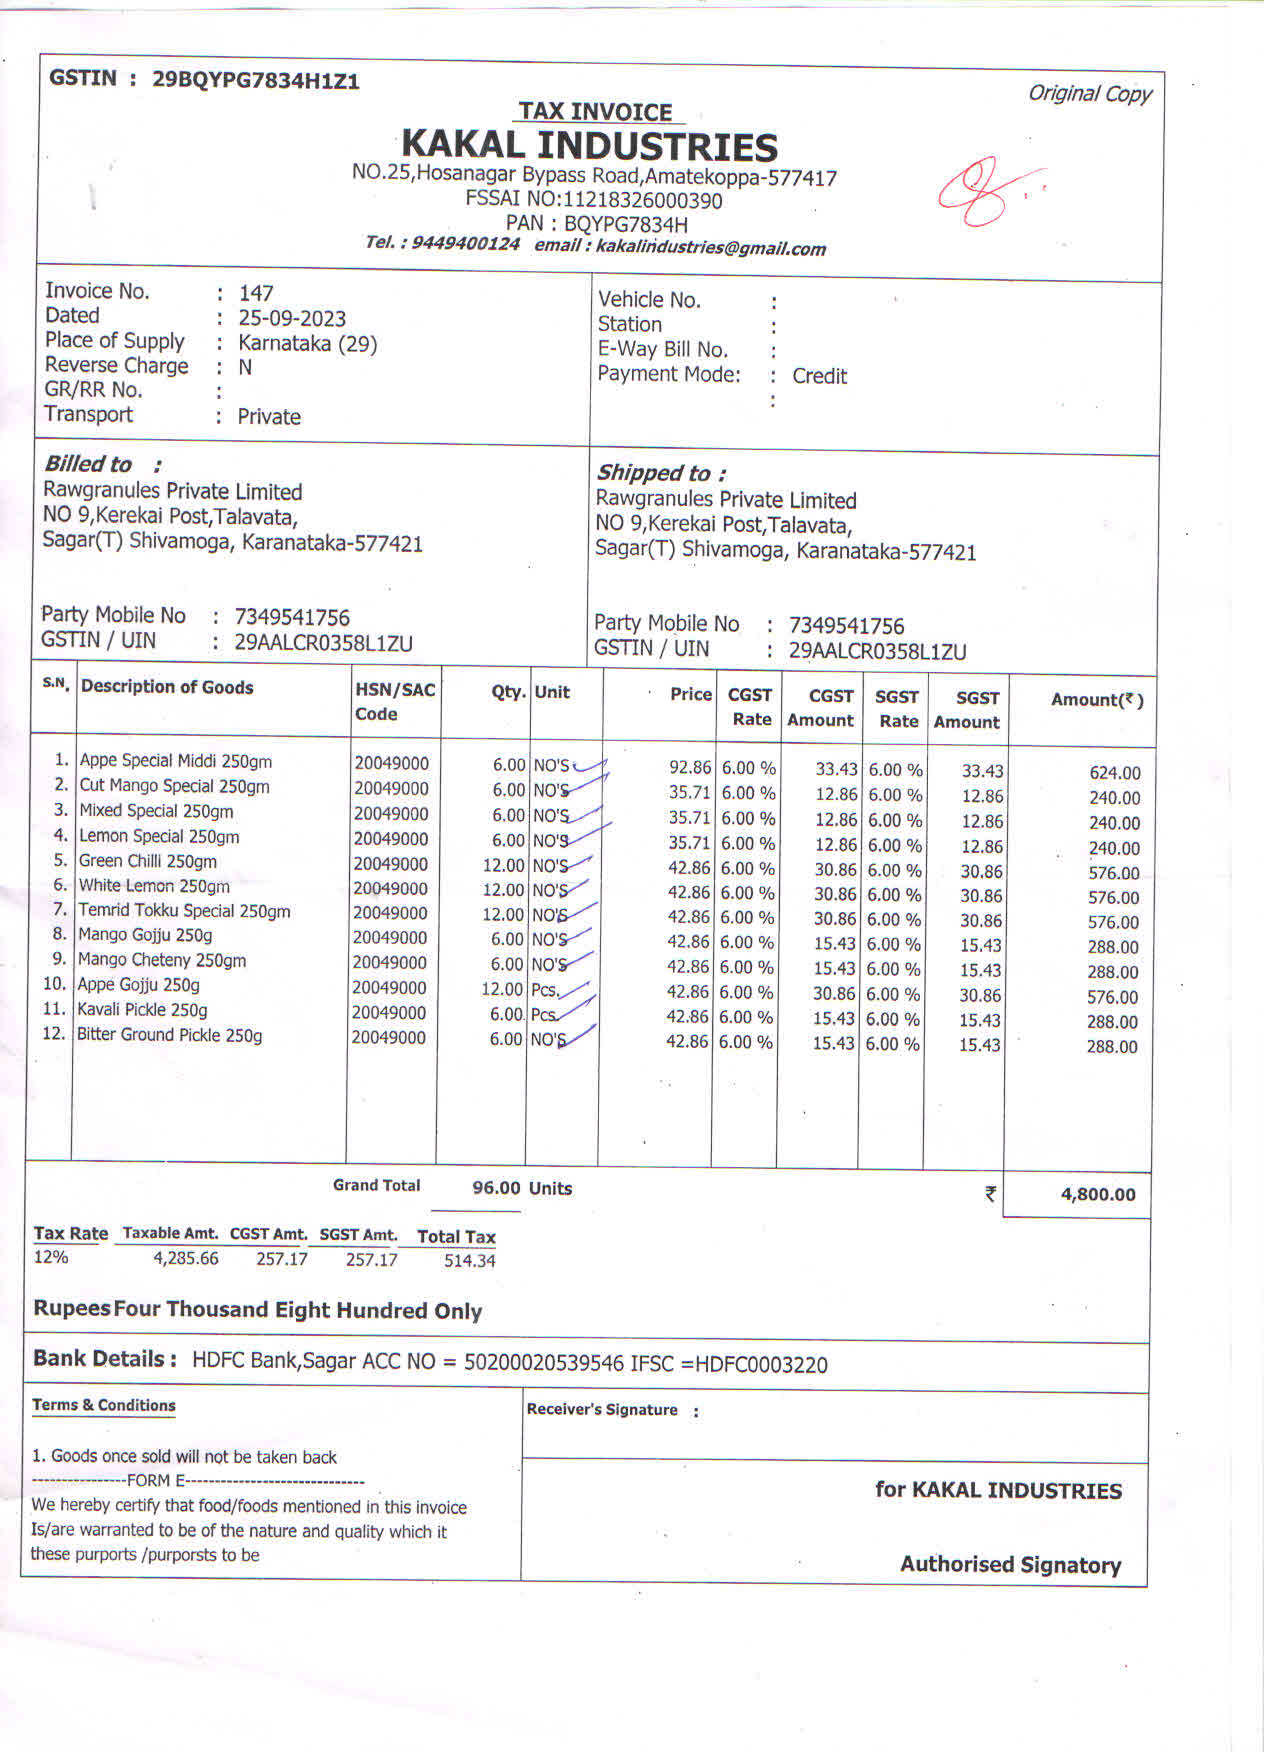 GSTIN : 29BQYPG7834H1Z1
Original Copy
TAX INVOICE
KAKAL INDUSTRIES
NO.25,Hosanagar Bypass Road,Amatekoppa-577417
FSSAI NO:11218326000390
PAN : BQYPG7834H
Tel. : 9449400124 email : kakalindustries@gmail.com
Invoice No. : 147
Dated : 25-09-2023
Place of Supply : Karnataka (29)
Reverse Charge : N
GR/RR No. :
Transport : Private
Vehicle No. :
Station :
E-Way Bill No. :
Payment Mode: : Credit
:
Billed to :
Rawgranules Private Limited
NO 9,Kerekai Post,Talavata,
Sagar(T) Shivamoga, Karanataka-577421
Party Mobile No : 7349541756
GSTIN / UIN : 29AALCR0358L1ZU
Shipped to :
Rawgranules Private Limited
NO 9,Kerekai Post,Talavata,
Sagar(T) Shivamoga, Karanataka-577421
Party Mobile No : 7349541756
GSTIN / UIN : 29AALCR0358L1ZU
S.N. Description of Goods HSN/SAC Code Qty. Unit Price CGST Rate CGST Amount SGST Rate SGST Amount Amount(₹)
1. Appe Special Middi 250gm 20049000 6.00 NO'S 92.86 6.00 % 33.43 6.00 % 33.43 624.00
2. Cut Mango Special 250gm 20049000 6.00 NO'S 35.71 6.00 % 12.86 6.00 % 12.86 240.00
3. Mixed Special 250gm 20049000 6.00 NO'S 35.71 6.00 % 12.86 6.00 % 12.86 240.00
4. Lemon Special 250gm 20049000 6.00 NO'S 35.71 6.00 % 12.86 6.00 % 12.86 240.00
5. Green Chilli 250gm 20049000 12.00 NO'S 42.86 6.00 % 30.86 6.00 % 30.86 576.00
6. White Lemon 250gm 20049000 12.00 NO'S 42.86 6.00 % 30.86 6.00 % 30.86 576.00
7. Temrid Tokku Special 250gm 20049000 12.00 NO'S 42.86 6.00 % 30.86 6.00 % 30.86 576.00
8. Mango Gojju 250g 20049000 6.00 NO'S 42.86 6.00 % 15.43 6.00 % 15.43 288.00
9. Mango Cheteny 250gm 20049000 6.00 NO'S 42.86 6.00 % 15.43 6.00 % 15.43 288.00
10. Appe Gojju 250g 20049000 12.00 Pcs. 42.86 6.00 % 30.86 6.00 % 30.86 576.00
11. Kavali Pickle 250g 20049000 6.00 Pcs. 42.86 6.00 % 15.43 6.00 % 15.43 288.00
12. Bitter Ground Pickle 250g 20049000 6.00 NO'S 42.86 6.00 % 15.43 6.00 % 15.43 288.00
Grand Total 96.00 Units ₹ 4,800.00
Tax Rate Taxable Amt. CGST Amt. SGST Amt. Total Tax
12% 4,285.66 257.17 257.17 514.34
Rupees Four Thousand Eight Hundred Only
Bank Details : HDFC Bank,Sagar ACC NO = 50200020539546 IFSC =HDFC0003220
Terms & Conditions
1. Goods once sold will not be taken back
----------------FORM E------------------------------
We hereby certify that food/foods mentioned in this invoice
Is/are warranted to be of the nature and quality which it
these purports /purporsts to be
Receiver's Signature :
for KAKAL INDUSTRIES
Authorised Signatory